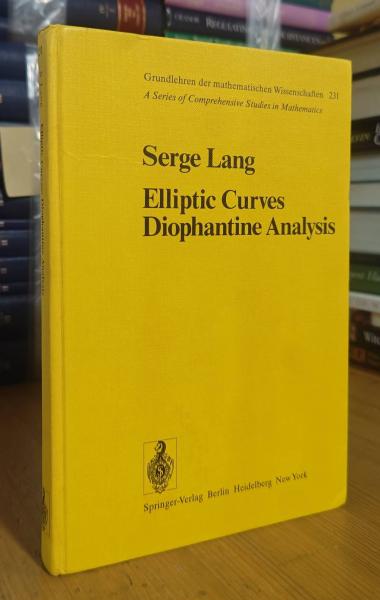 Grundlehren der mathematischen Wissenschaften 231
A Series of Comprehensive Studies in Mathematics
Serge Lang
Elliptic Curves
Diophantine Analysis
Springer-Verlag Berlin Heidelberg New York